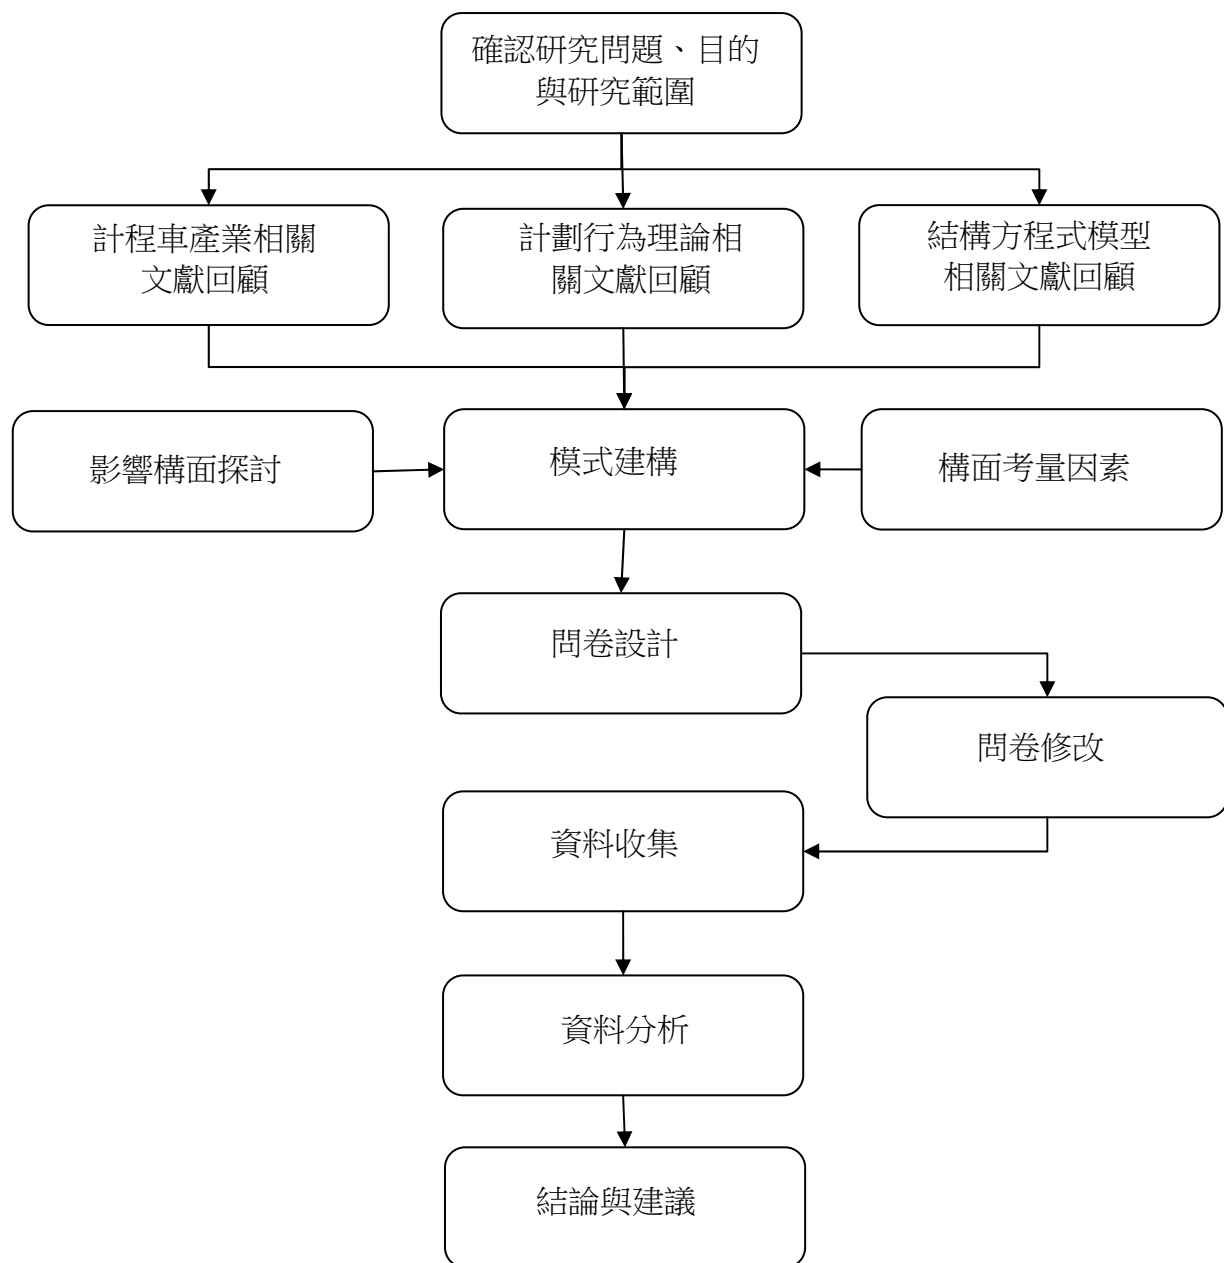 確認研究問題、目的
與研究範圍
計程車產業相關
文獻回顧
計劃行為理論相
關文獻回顧
結構方程式模型
相關文獻回顧
影響構面探討
模式建構
構面考量因素
問卷設計
問卷修改
資料收集
資料分析
結論與建議